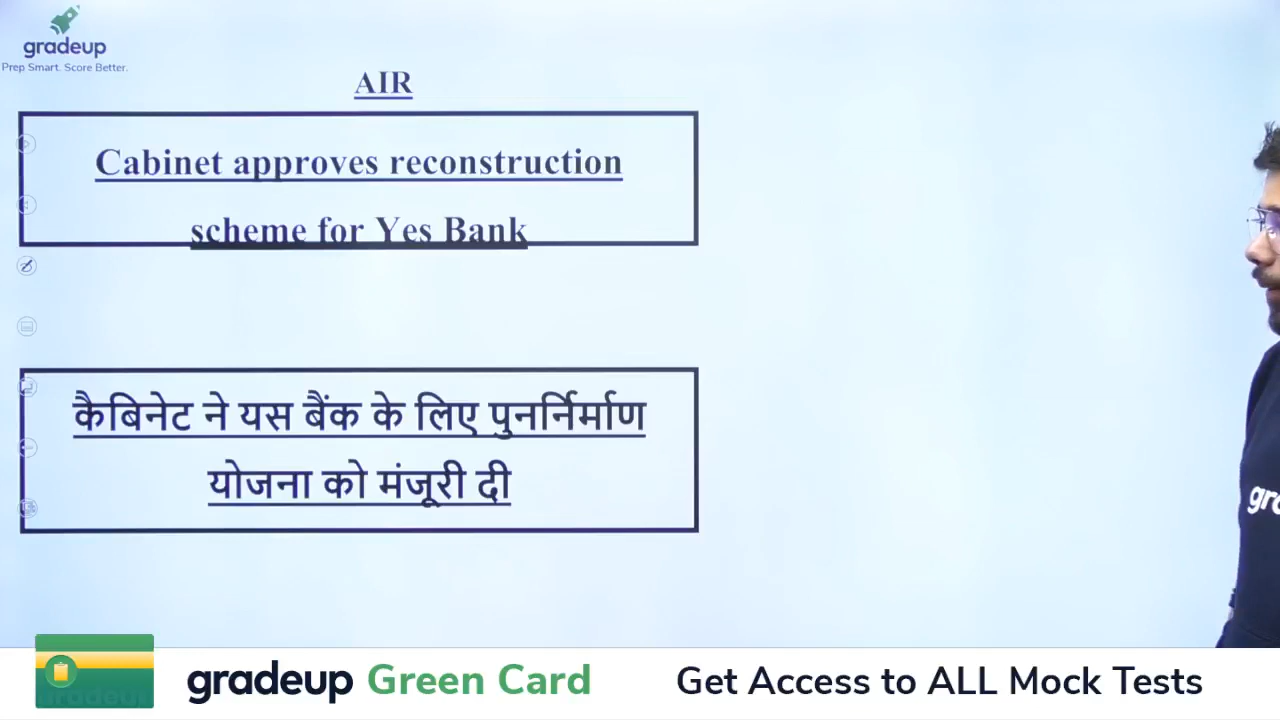 gradeup
Prep Smart. Score Better.
AIR
Cabinet approves reconstruction
scheme for Yes Bank
कैबिनेट ने यस बैंक के लिए पुनर्निर्माण
योजना को मंजूरी दी
gradeup
gradeup Green Card
Get Access to ALL Mock Tests